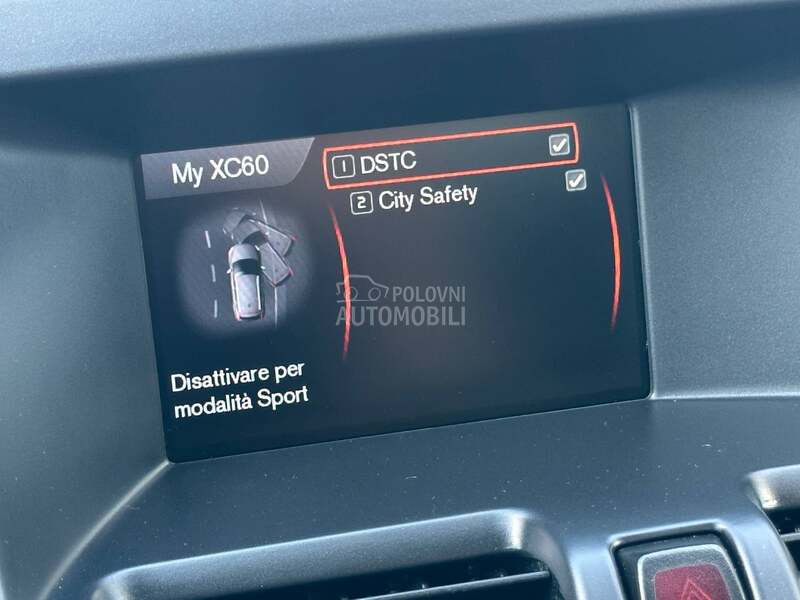 My XC60
1 DSTC
2 City Safety
POLOVNI
AUTOMOBILI
Disattivare per
modalità Sport